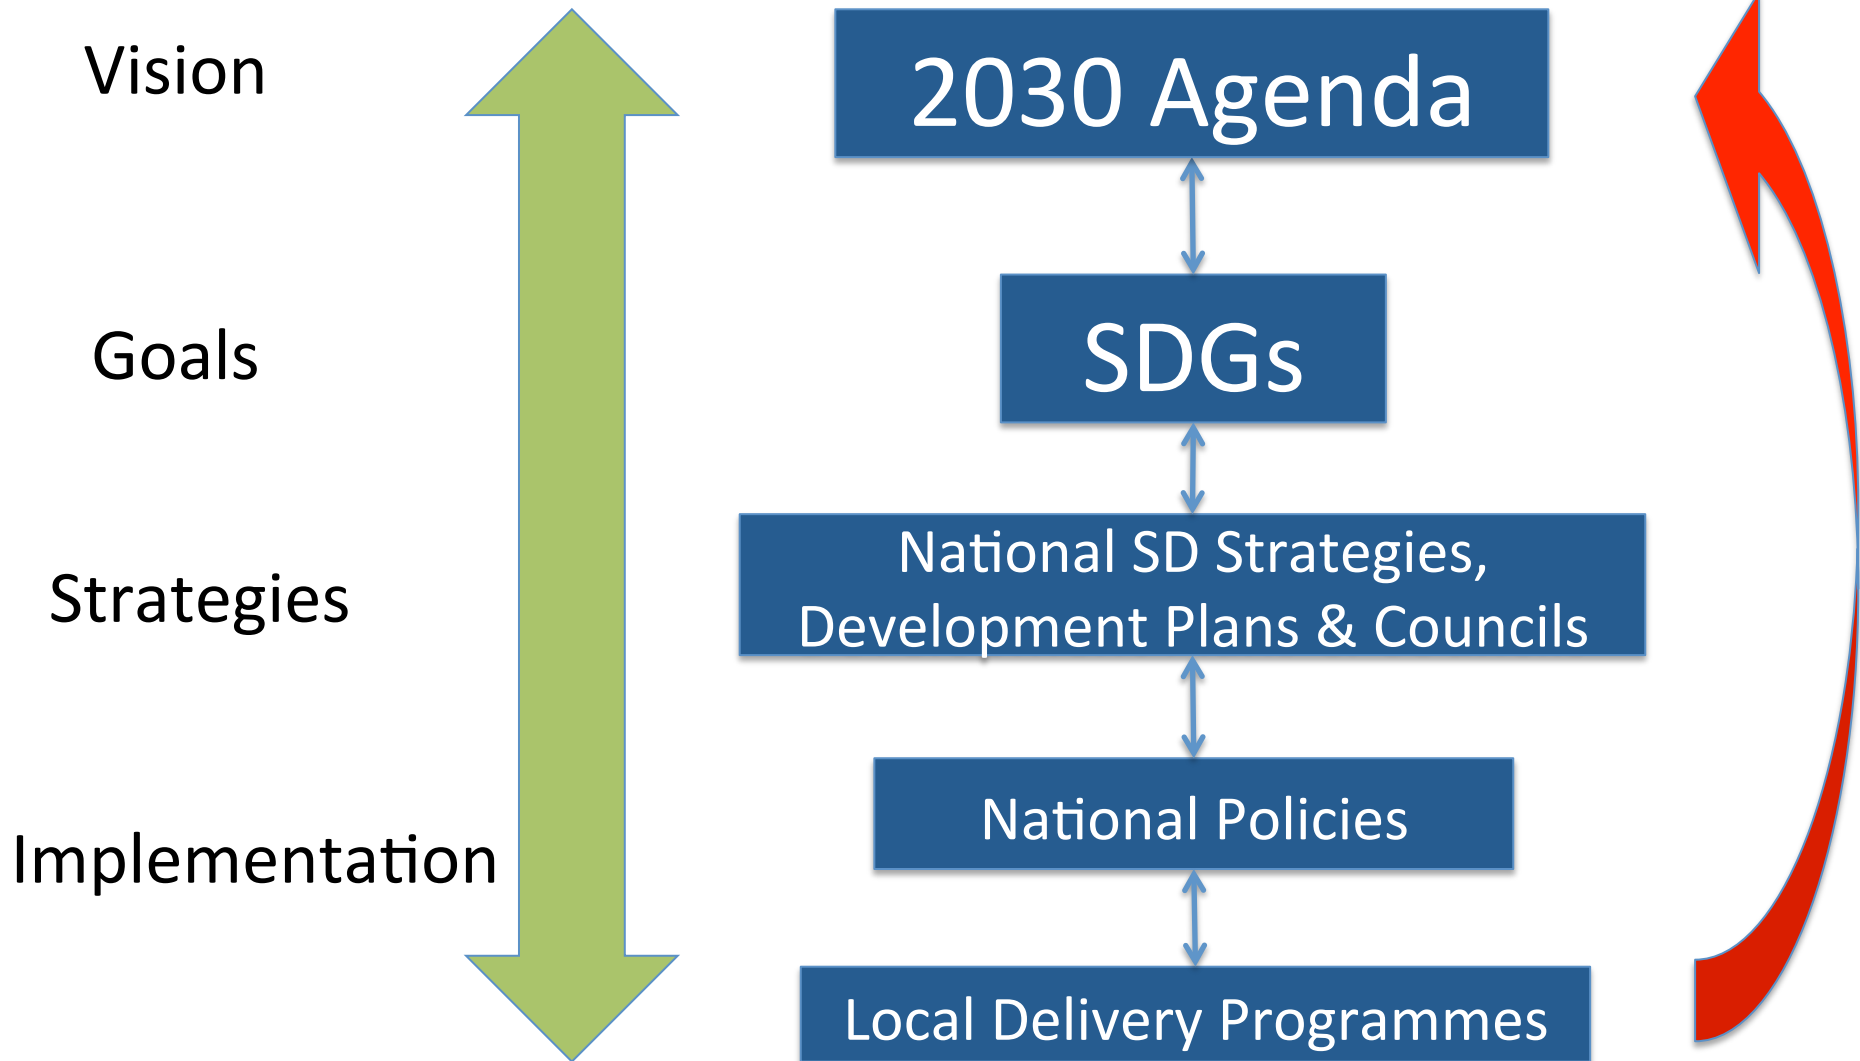 Vision
2030 Agenda
Goals
SDGs
Strategies
National SD Strategies,
Development Plans & Councils
Implementation
National Policies
Local Delivery Programmes